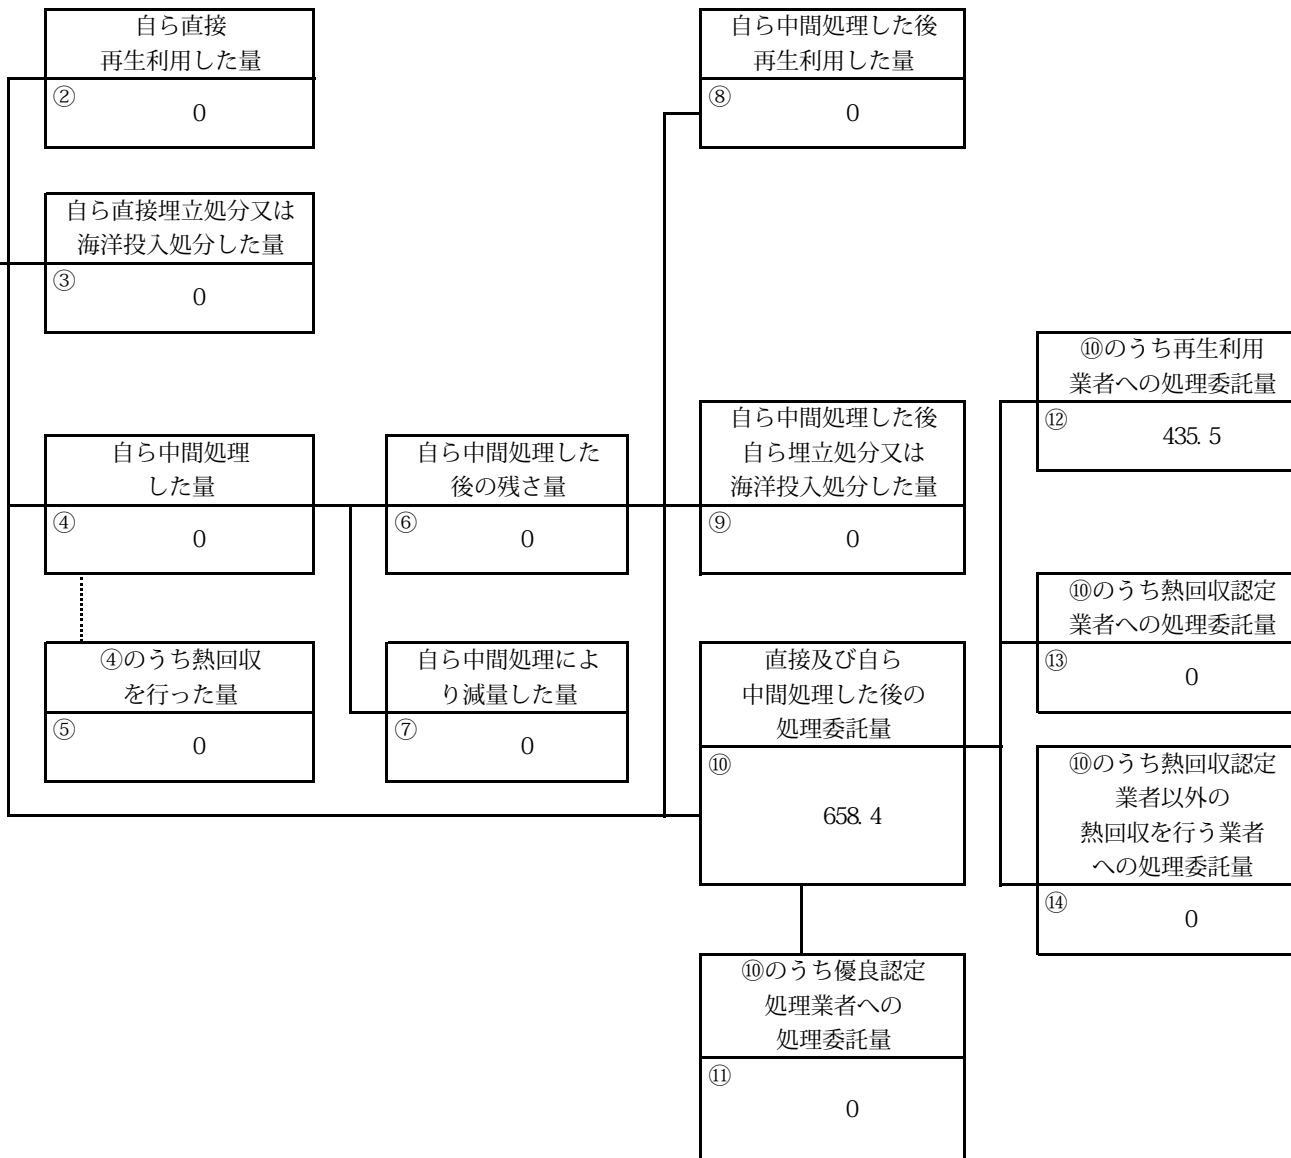 自ら直接
再生利用した量
②
0
自ら中間処理した後
再生利用した量
⑧
0
自ら直接埋立処分又は
海洋投入処分した量
③
0
⑩のうち再生利用
業者への処理委託量
⑫
435.5
自ら中間処理
した量
④
0
自ら中間処理した
後の残さ量
⑥
0
自ら中間処理した後
自ら埋立処分又は
海洋投入処分した量
⑨
0
⑩のうち熱回収認定
業者への処理委託量
⑬
0
④のうち熱回収
を行った量
⑤
0
自ら中間処理によ
り減量した量
⑦
0
直接及び自ら
中間処理した後の
処理委託量
⑩
658.4
⑩のうち熱回収認定
業者以外の
熱回収を行う業者
への処理委託量
⑭
0
⑩のうち優良認定
処理業者への
処理委託量
⑪
0